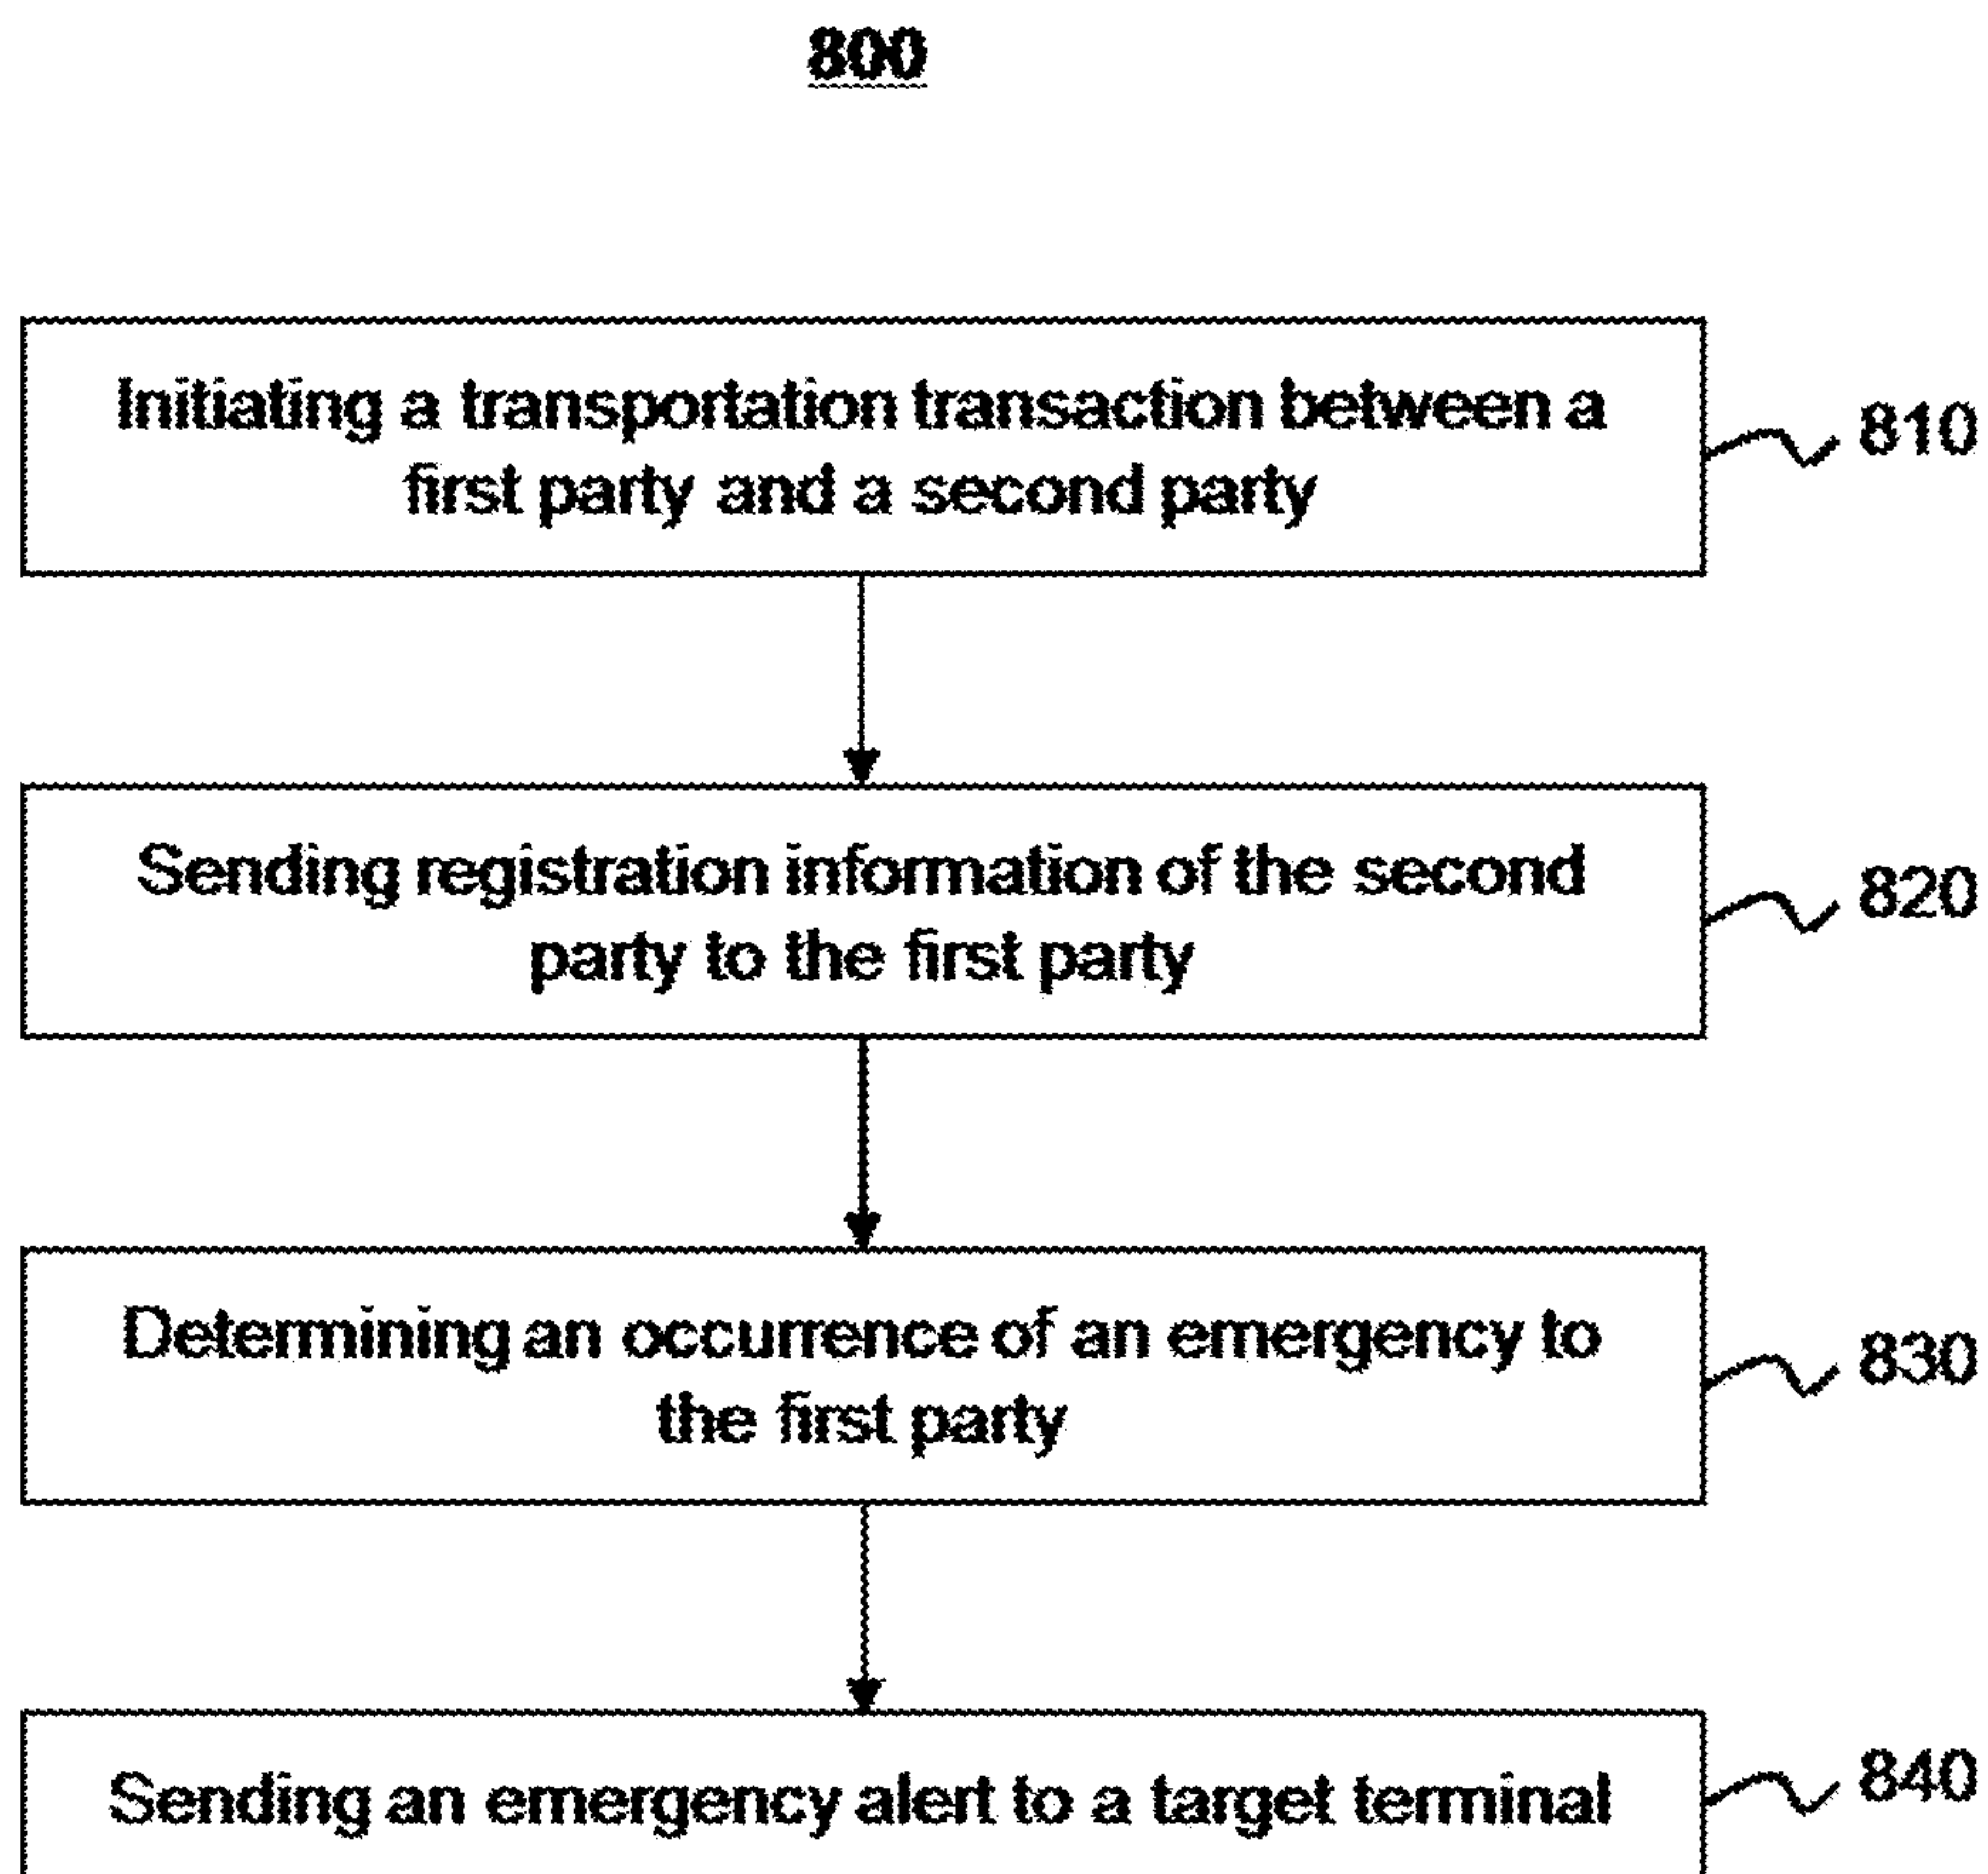 800
Initiating a transportation transaction between a
first party and a second party
810
Sending registration information of the second
party to the first party
820
Determining an occurrence of an emergency to
the first party
830
Sending an emergency alert to a target terminal
840